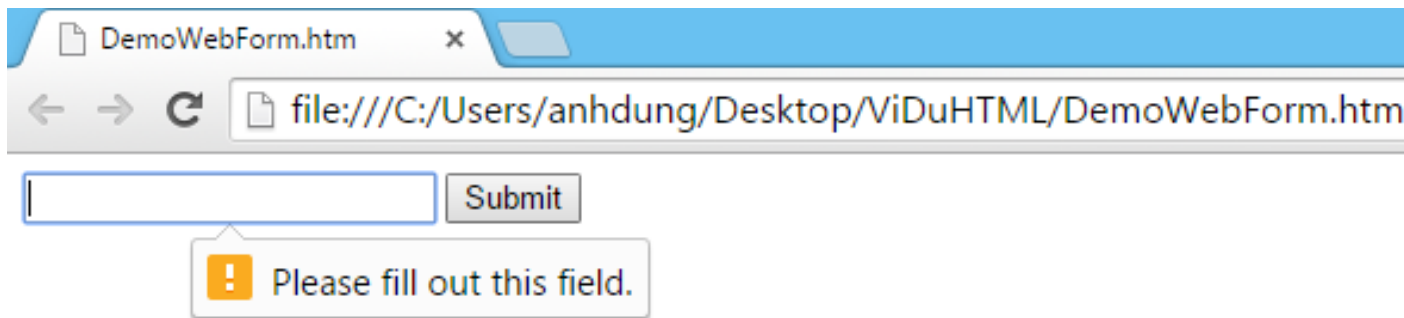 DemoWebForm.htm
file:///C:/Users/anhdung/Desktop/ViDuHTML/DemoWebForm.htm
Submit
Please fill out this field.